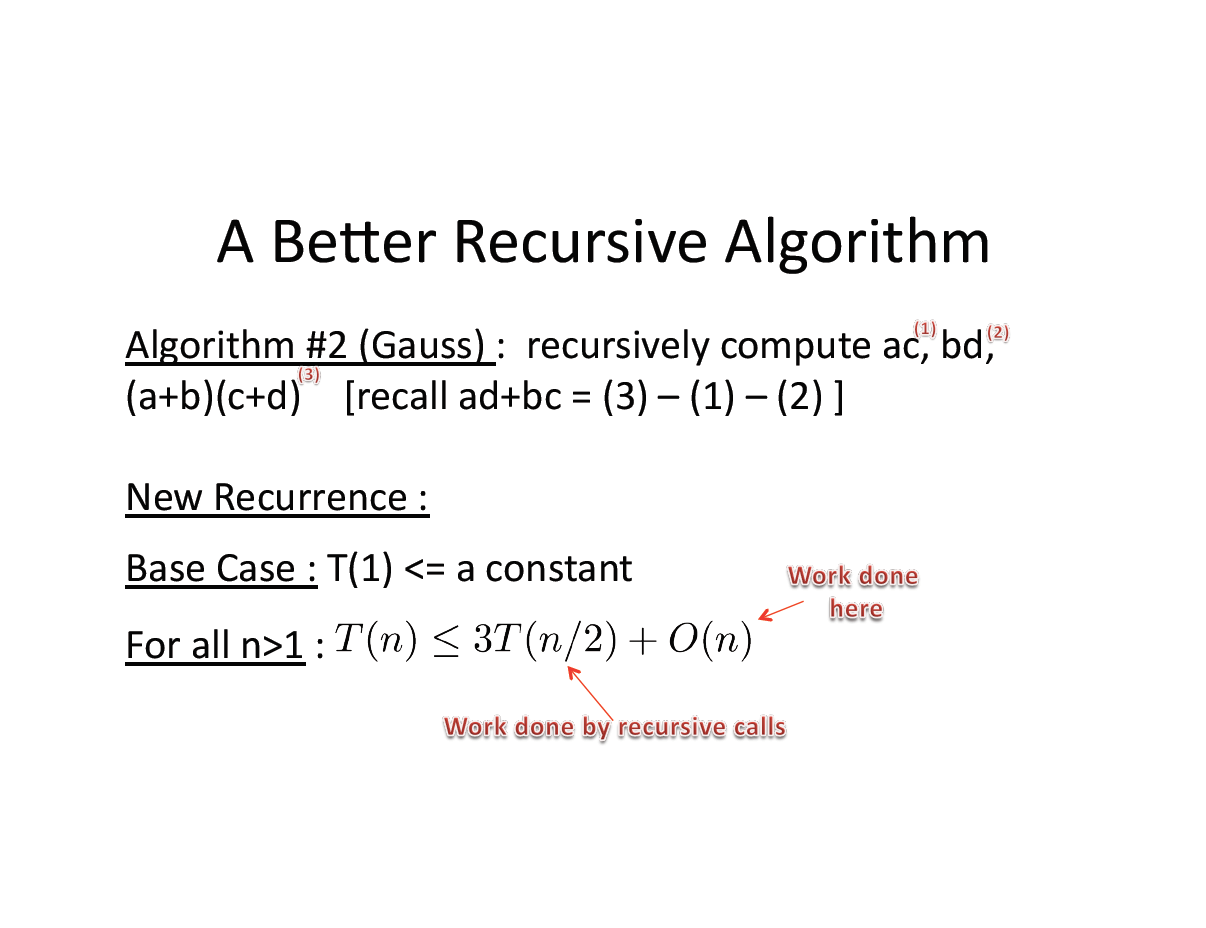 A Better Recursive Algorithm
Algorithm #2 (Gauss) : recursively compute ac,(1) bd,(2)
(a+b)(c+d)(3) [recall ad+bc = (3) – (1) – (2) ]
New Recurrence :
Base Case : T(1) <= a constant
Work done
here
For all n>1 : T(n) ≤ 3T(n/2) + O(n)
Work done by recursive calls